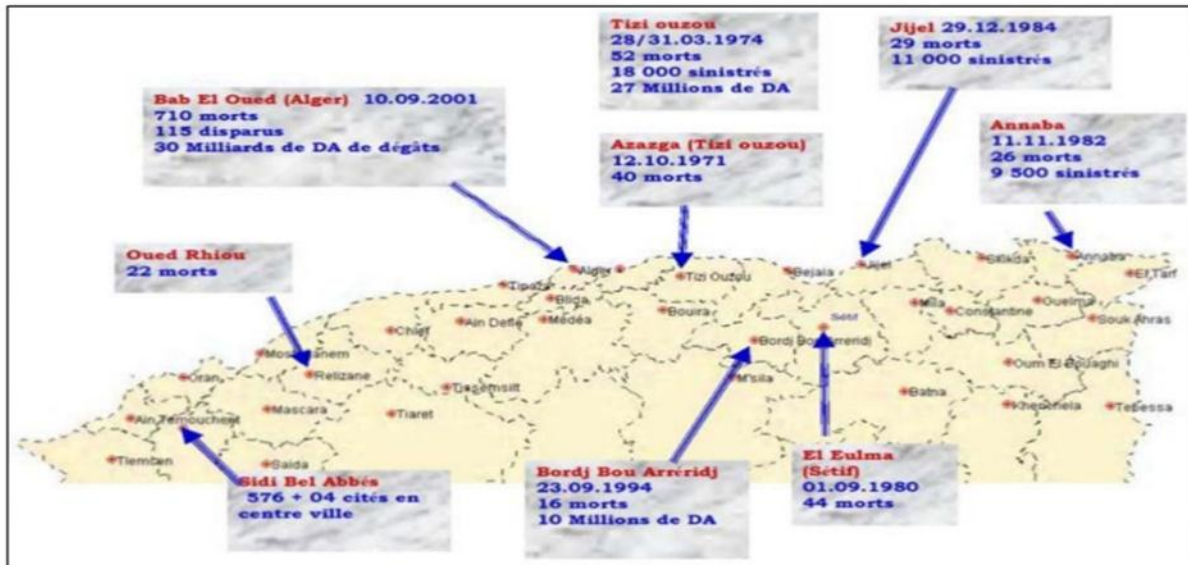 Tizi ouzou
28/31.03.1974
52 morts
18 000 sinistrés
27 Millions de DA
Jijel 29.12.1984
29 morts
11 000 sinistrés
Bab El Oued (Alger) 10.09.2001
710 morts
115 disparus
30 Milliards de DA de dégâts
Azazga (Tizi ouzou)
12.10.1971
40 morts
Annaba
11.11.1982
26 morts
9 500 sinistrés
Oued Rhiou
22 morts
Alger
Tizi Ouzou
Bejaia
Jijel
Skikda
Annaba
El Tarf
Tipaza
Blida
Médéa
Bouira
Sétif
Mila
Constantine
Guelma
Souk Ahras
Chlef
Ain Defle
Bordj Bou Arreridj
Oum El Bouaghi
Oran
Relizane
M'sila
Batna
Khenchela
Tebessa
Ain Temouchent
Mascara
Tiaret
Tlemcen
Saida
Sidi Bel Abbés
576 + 04 cités en
centre ville
Bordj Bou Arréridj
23.09.1994
16 morts
10 Millions de DA
El Eulma
(Sétif)
01.09.1980
44 morts